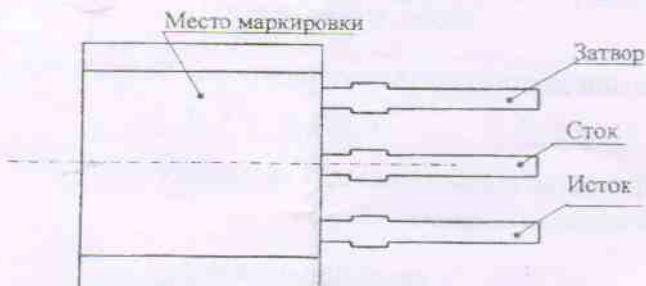 Место маркировки
Затвор
Сток
Исток